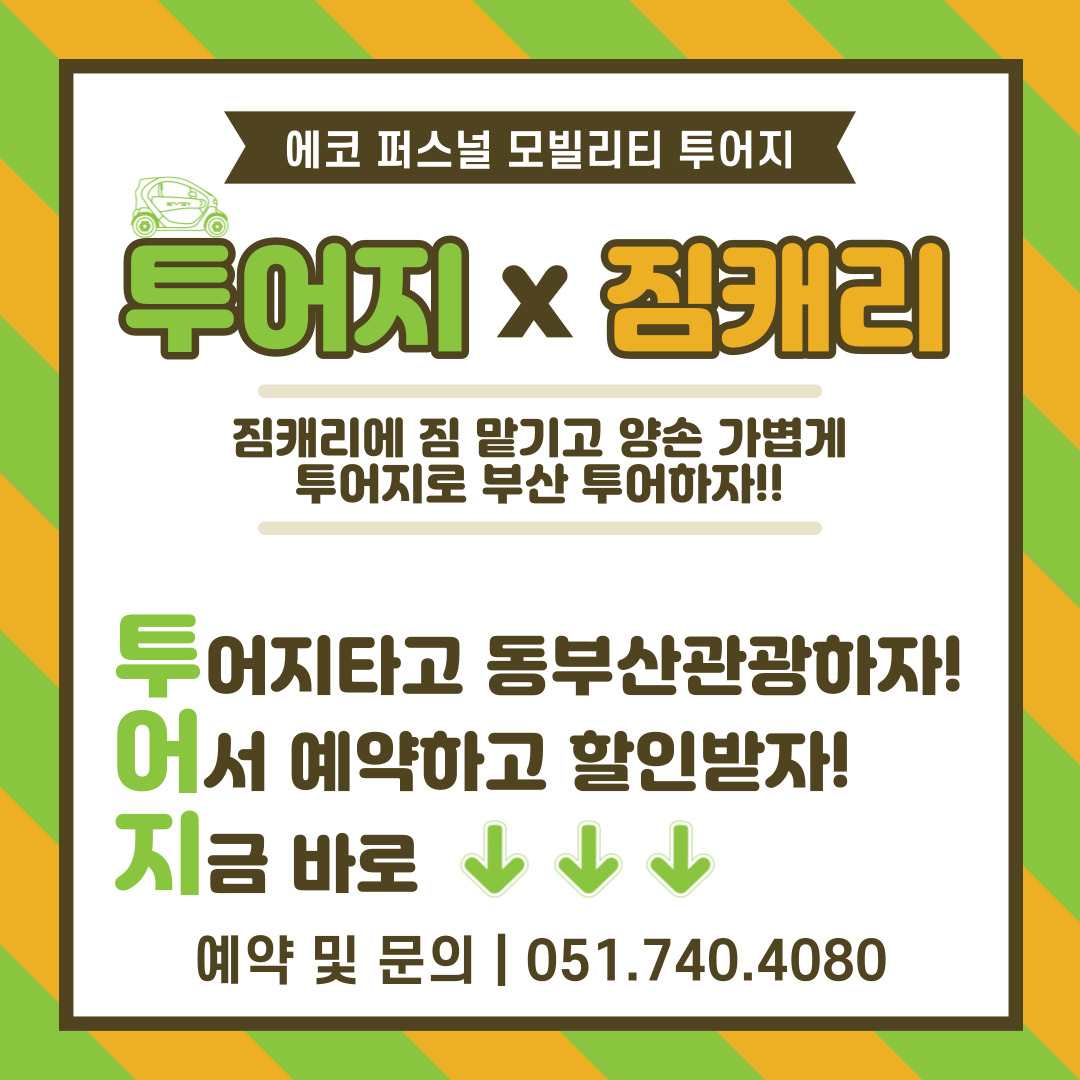 에코 퍼스널 모빌리티 투어지
투어지 x 짐캐리
짐캐리에 짐 맡기고 양손 가볍게
투어지로 부산 투어하자!!
투어지타고 동부산관광하자!
어서 예약하고 할인받자!
지금 바로 ↓ ↓ ↓
예약 및 문의 | 051.740.4080